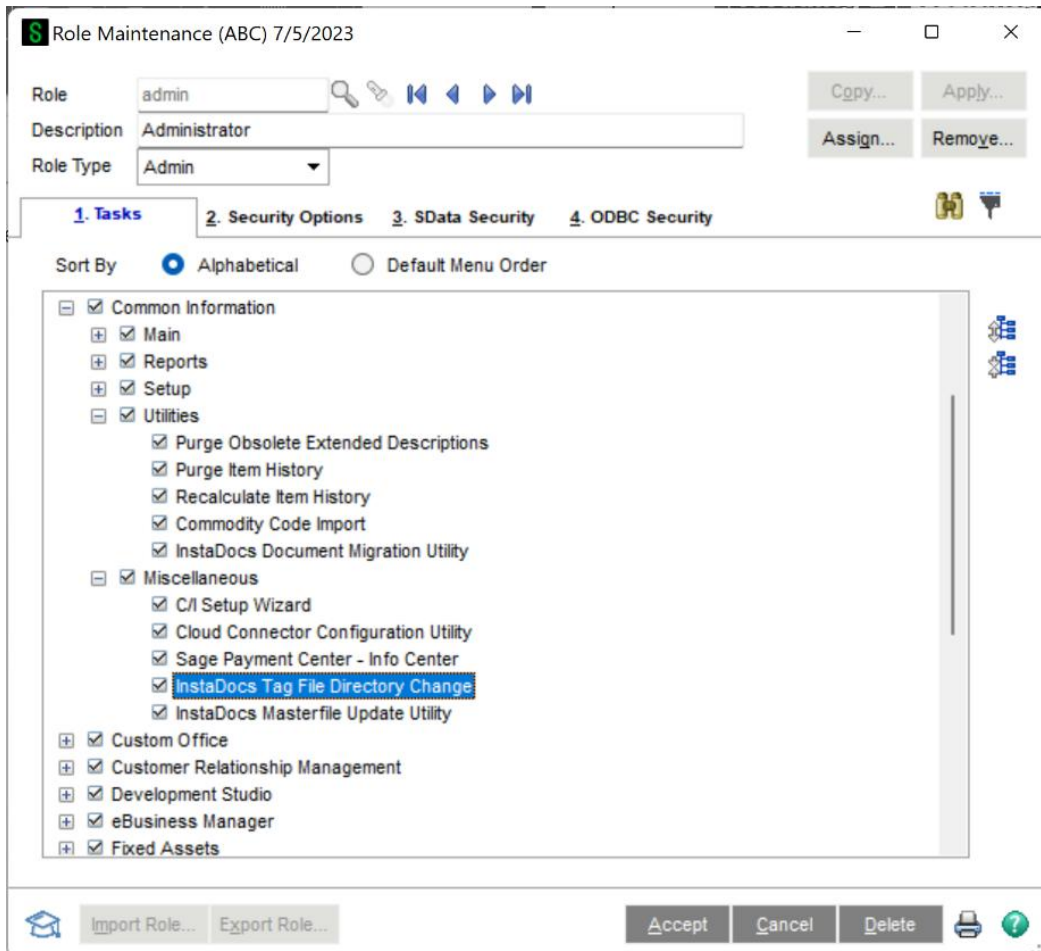 S Role Maintenance (ABC) 7/5/2023
Role admin Copy... Apply...
Description Administrator Assign... Remove...
Role Type Admin
1. Tasks 2. Security Options 3. SData Security 4. ODBC Security
Sort By Alphabetical Default Menu Order
Common Information
Main
Reports
Setup
Utilities
Purge Obsolete Extended Descriptions
Purge Item History
Recalculate Item History
Commodity Code Import
InstaDocs Document Migration Utility
Miscellaneous
C/I Setup Wizard
Cloud Connector Configuration Utility
Sage Payment Center - Info Center
InstaDocs Tag File Directory Change
InstaDocs Masterfile Update Utility
Custom Office
Customer Relationship Management
Development Studio
eBusiness Manager
Fixed Assets
Import Role... Export Role... Accept Cancel Delete ?